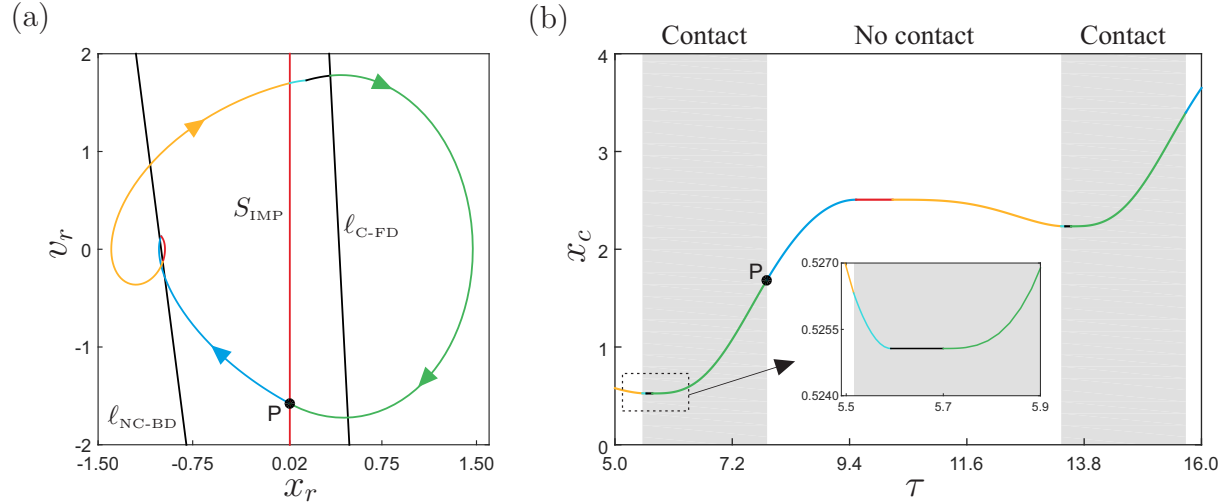 (a)
2
1
0
-1
-2
v_r
-1.50
-0.75
0.02
0.75
1.50
x_r
S_IMP
ℓ_C-FD
ℓ_NC-BD
P
(b)
Contact
No contact
Contact
4
3
2
1
0
x_c
P
5.0
7.2
9.4
11.6
13.8
16.0
τ
0.5270
0.5255
0.5240
5.5
5.7
5.9